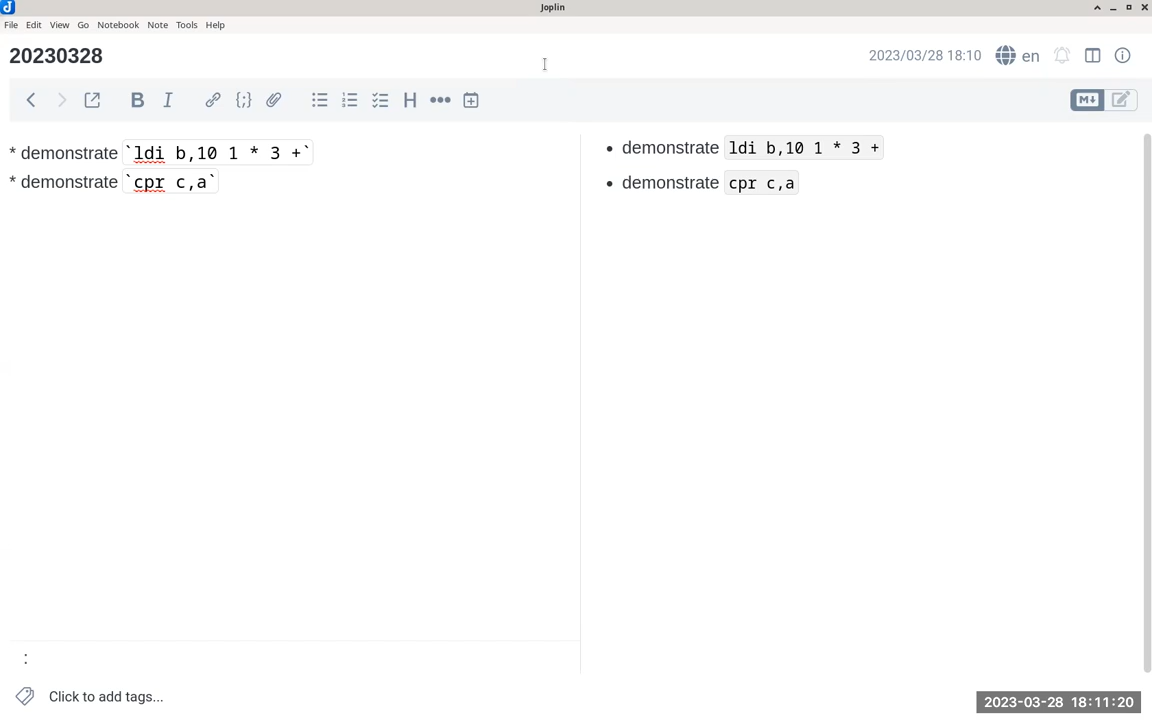 Joplin
File Edit View Go Notebook Note Tools Help
20230328
2023/03/28 18:10 en
B I H M
* demonstrate `ldi b,10 1 * 3 +`
* demonstrate `cpr c,a`
• demonstrate ldi b,10 1 * 3 +
• demonstrate cpr c,a
:
Click to add tags...
2023-03-28 18:11:20